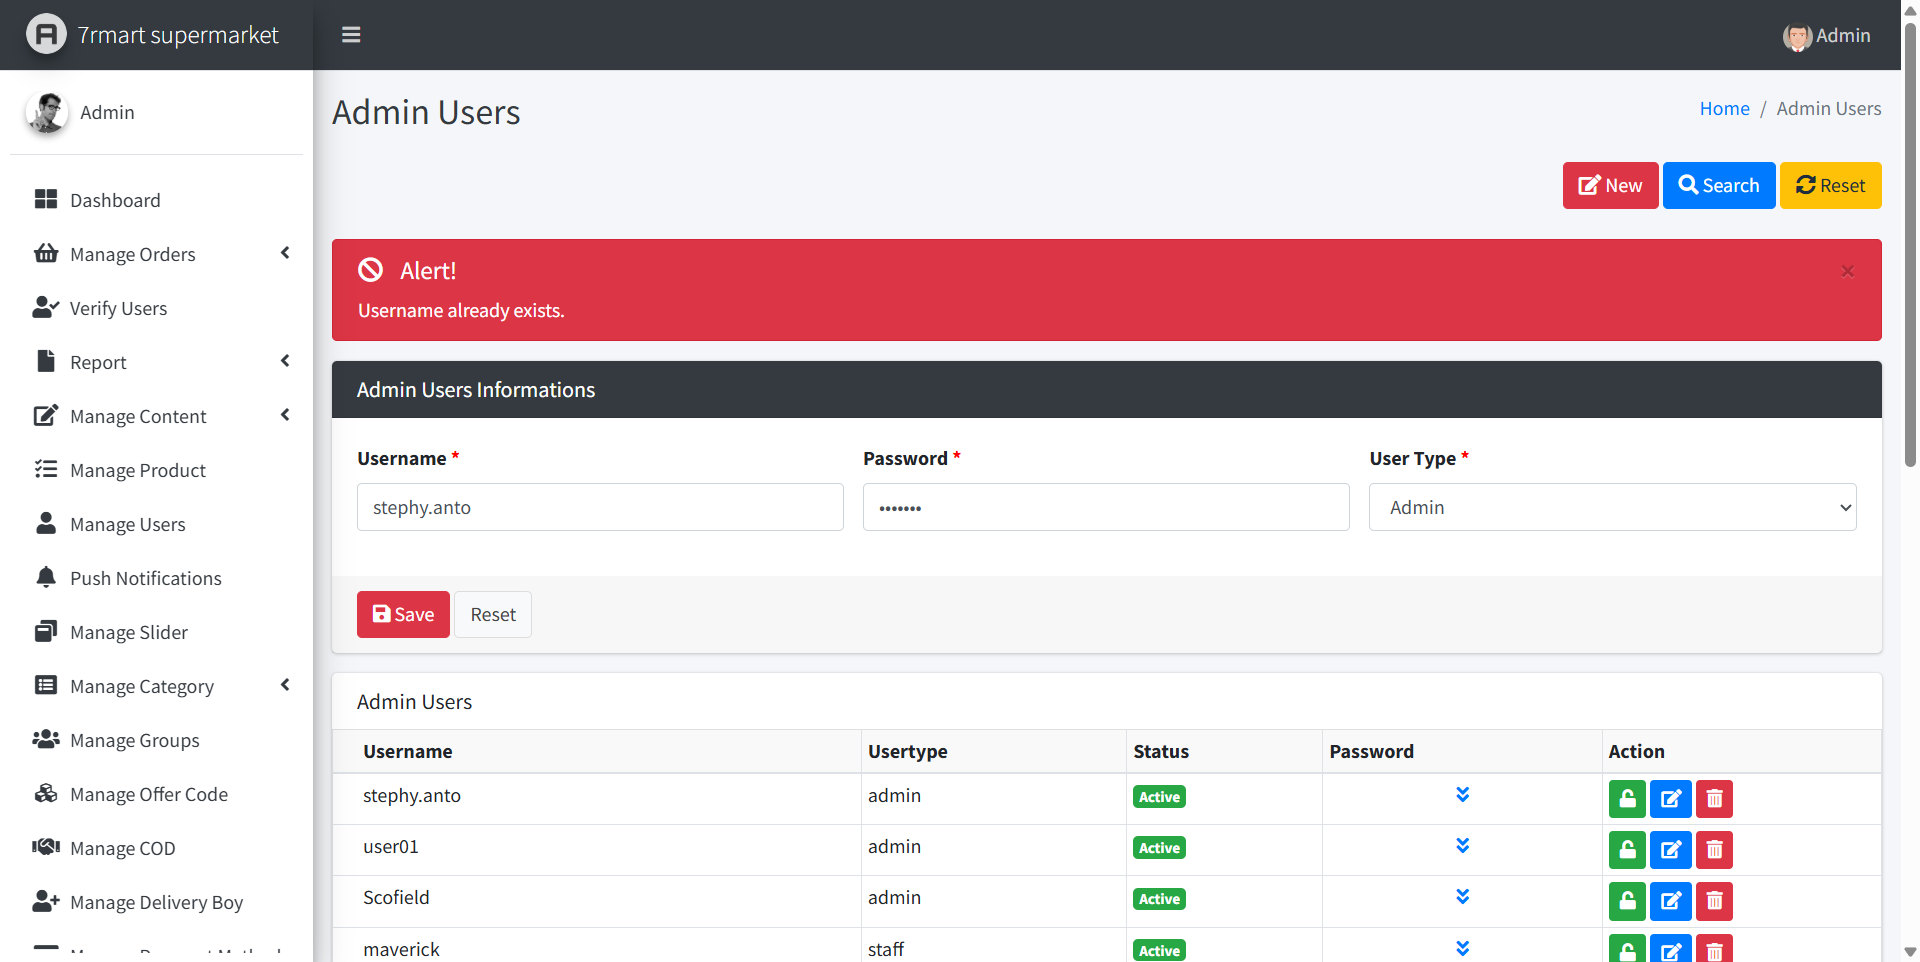 7rmart supermarket
Admin
Admin
Dashboard
Manage Orders
Verify Users
Report
Manage Content
Manage Product
Manage Users
Push Notifications
Manage Slider
Manage Category
Manage Groups
Manage Offer Code
Manage COD
Manage Delivery Boy
Admin Users
Home / Admin Users
New
Search
Reset
Alert!
×
Username already exists.
Admin Users Informations
Username *
Password *
User Type *
stephy.anto
•••••••
Admin
Save
Reset
Admin Users
Username Usertype Status Password Action
stephy.anto admin Active
user01 admin Active
Scofield admin Active
maverick staff Active